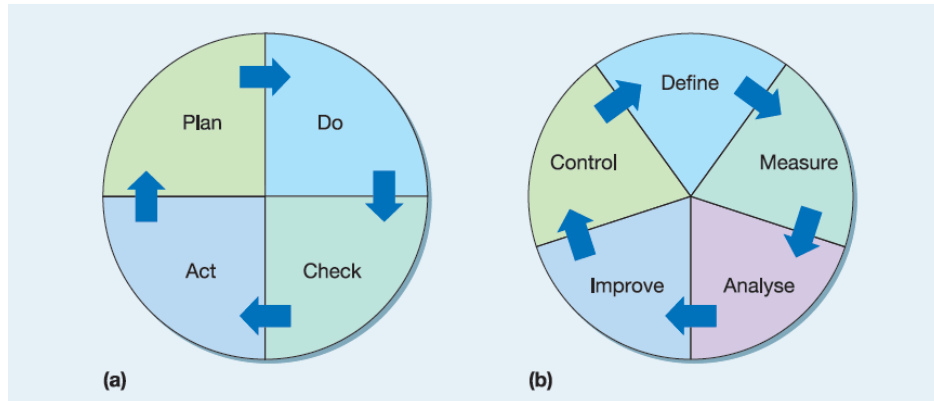 Plan
Do
Act
Check
(a)
Define
Control
Measure
Improve
Analyse
(b)